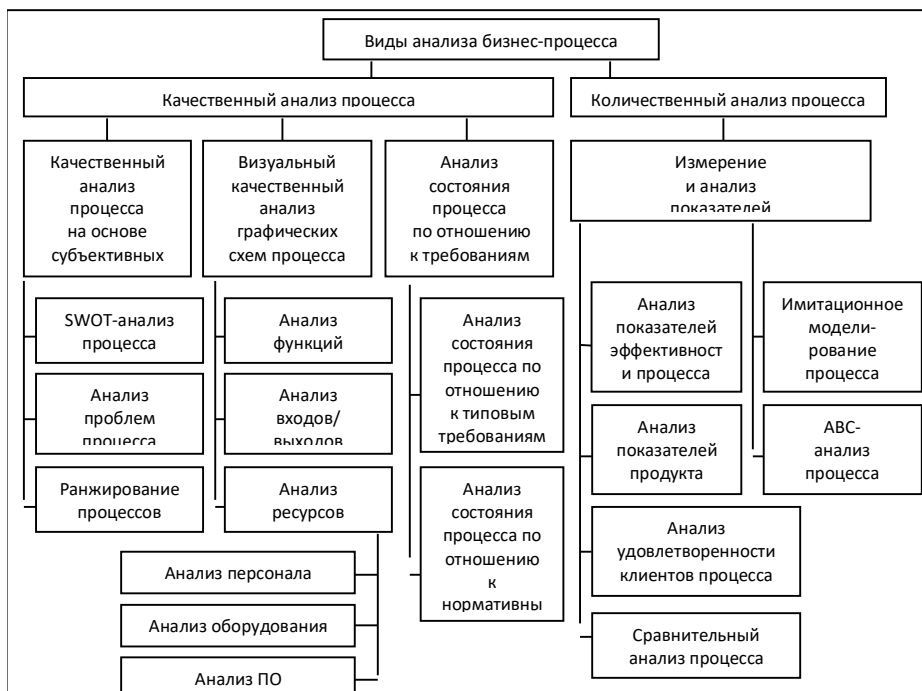 Виды анализа бизнес-процесса
Качественный анализ процесса
Количественный анализ процесса
Качественный
анализ
процесса
на основе
субъективных
Визуальный
качественный
анализ
графических
схем процесса
Анализ
состояния
процесса
по отношению
к требованиям
Измерение
и анализ
показателей
SWOT-анализ
процесса
Анализ
проблем
процесса
Ранжирование
процессов
Анализ
функций
Анализ
входов/
выходов
Анализ
ресурсов
Анализ персонала
Анализ оборудования
Анализ ПО
Анализ
состояния
процесса по
отношению
к типовым
требованиям
Анализ
состояния
процесса по
отношению
к
нормативны
Анализ
показателей
эффективност
и процесса
Анализ
показателей
продукта
Анализ
удовлетворенности
клиентов процесса
Сравнительный
анализ процесса
Имитационное
модели-
рование
процесса
ABC-
анализ
процесса